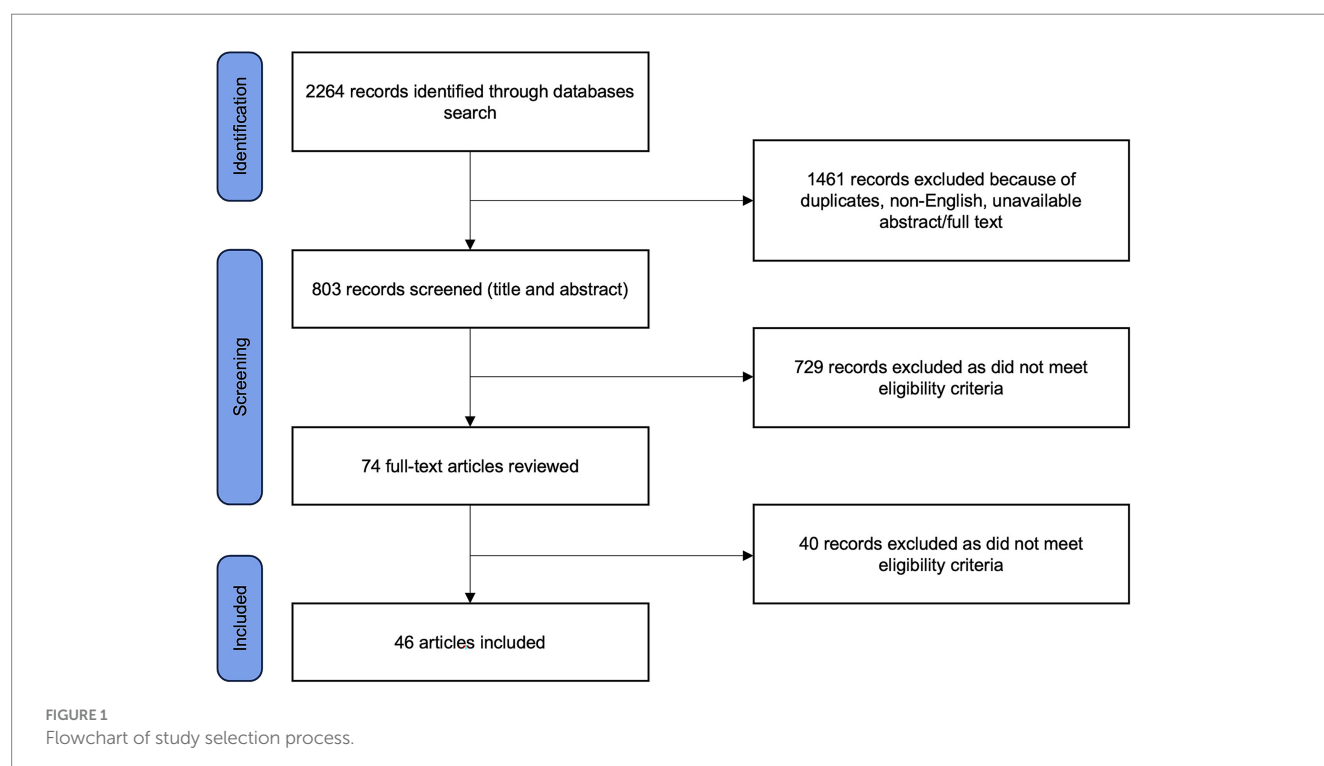 Identification
2264 records identified through databases
search
1461 records excluded because of
duplicates, non-English, unavailable
abstract/full text
Screening
803 records screened (title and abstract)
729 records excluded as did not meet
eligibility criteria
74 full-text articles reviewed
40 records excluded as did not meet
eligibility criteria
Included
46 articles included
FIGURE 1
Flowchart of study selection process.